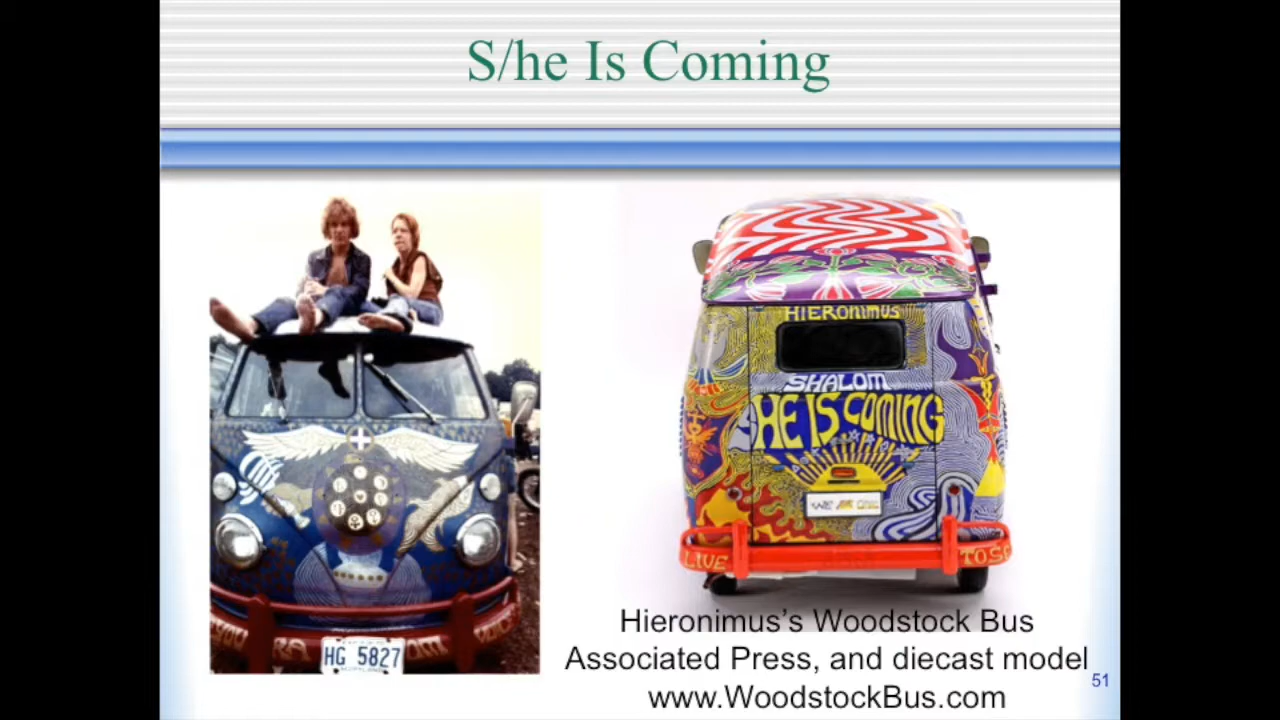 S/he Is Coming
HIERONIMUS
SHALOM
SHE IS COMING
LIVE
HG 5827
Hieronimus's Woodstock Bus
Associated Press, and diecast model
www.WoodstockBus.com
51